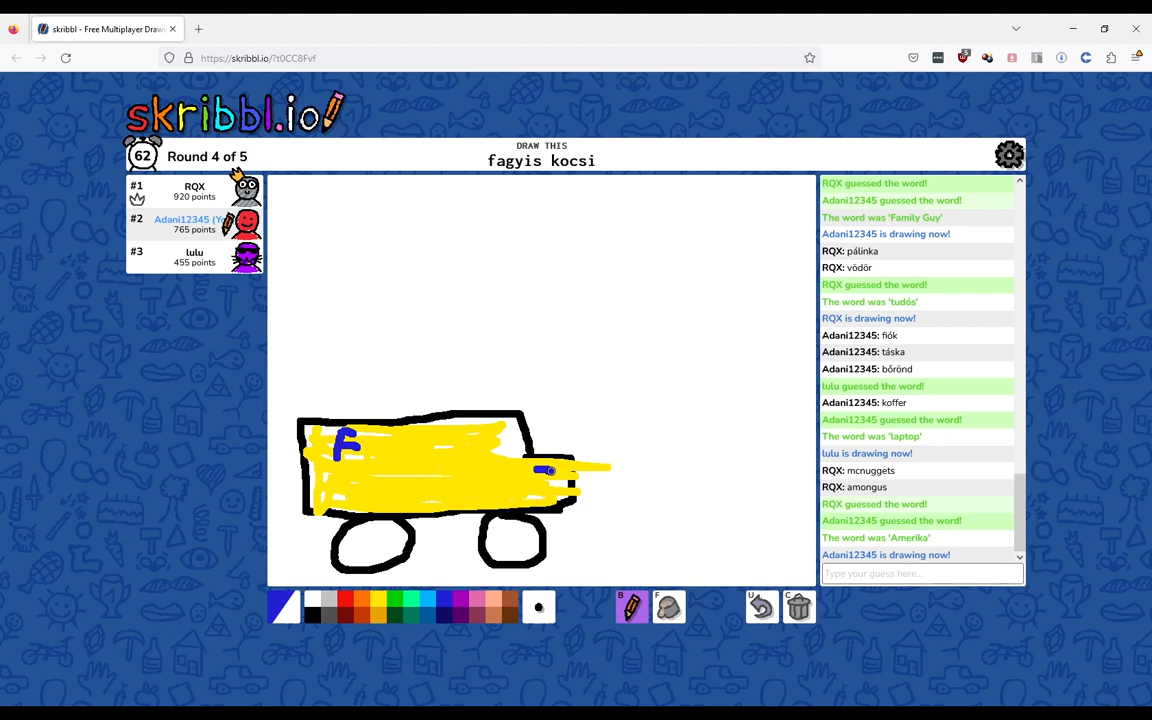 skribbl - Free Multiplayer Drawi
https://skribbl.io/?t0CC8Fvf
5
skribbl.io
62
Round 4 of 5
DRAW THIS
fagyis kocsi
#1
RQX
920 points
#2
Adani12345 (Yo
765 points
#3
lulu
455 points
F
RQX guessed the word!
Adani12345 guessed the word!
The word was 'Family Guy'
Adani12345 is drawing now!
RQX: pálinka
RQX: vödör
RQX guessed the word!
The word was 'tudós'
RQX is drawing now!
Adani12345: fiók
Adani12345: táska
Adani12345: bőrönd
lulu guessed the word!
Adani12345: koffer
Adani12345 guessed the word!
The word was 'laptop'
lulu is drawing now!
RQX: mcnuggets
RQX: amongus
RQX guessed the word!
Adani12345 guessed the word!
The word was 'Amerika'
Adani12345 is drawing now!
Type your guess here...
B
F
U
C